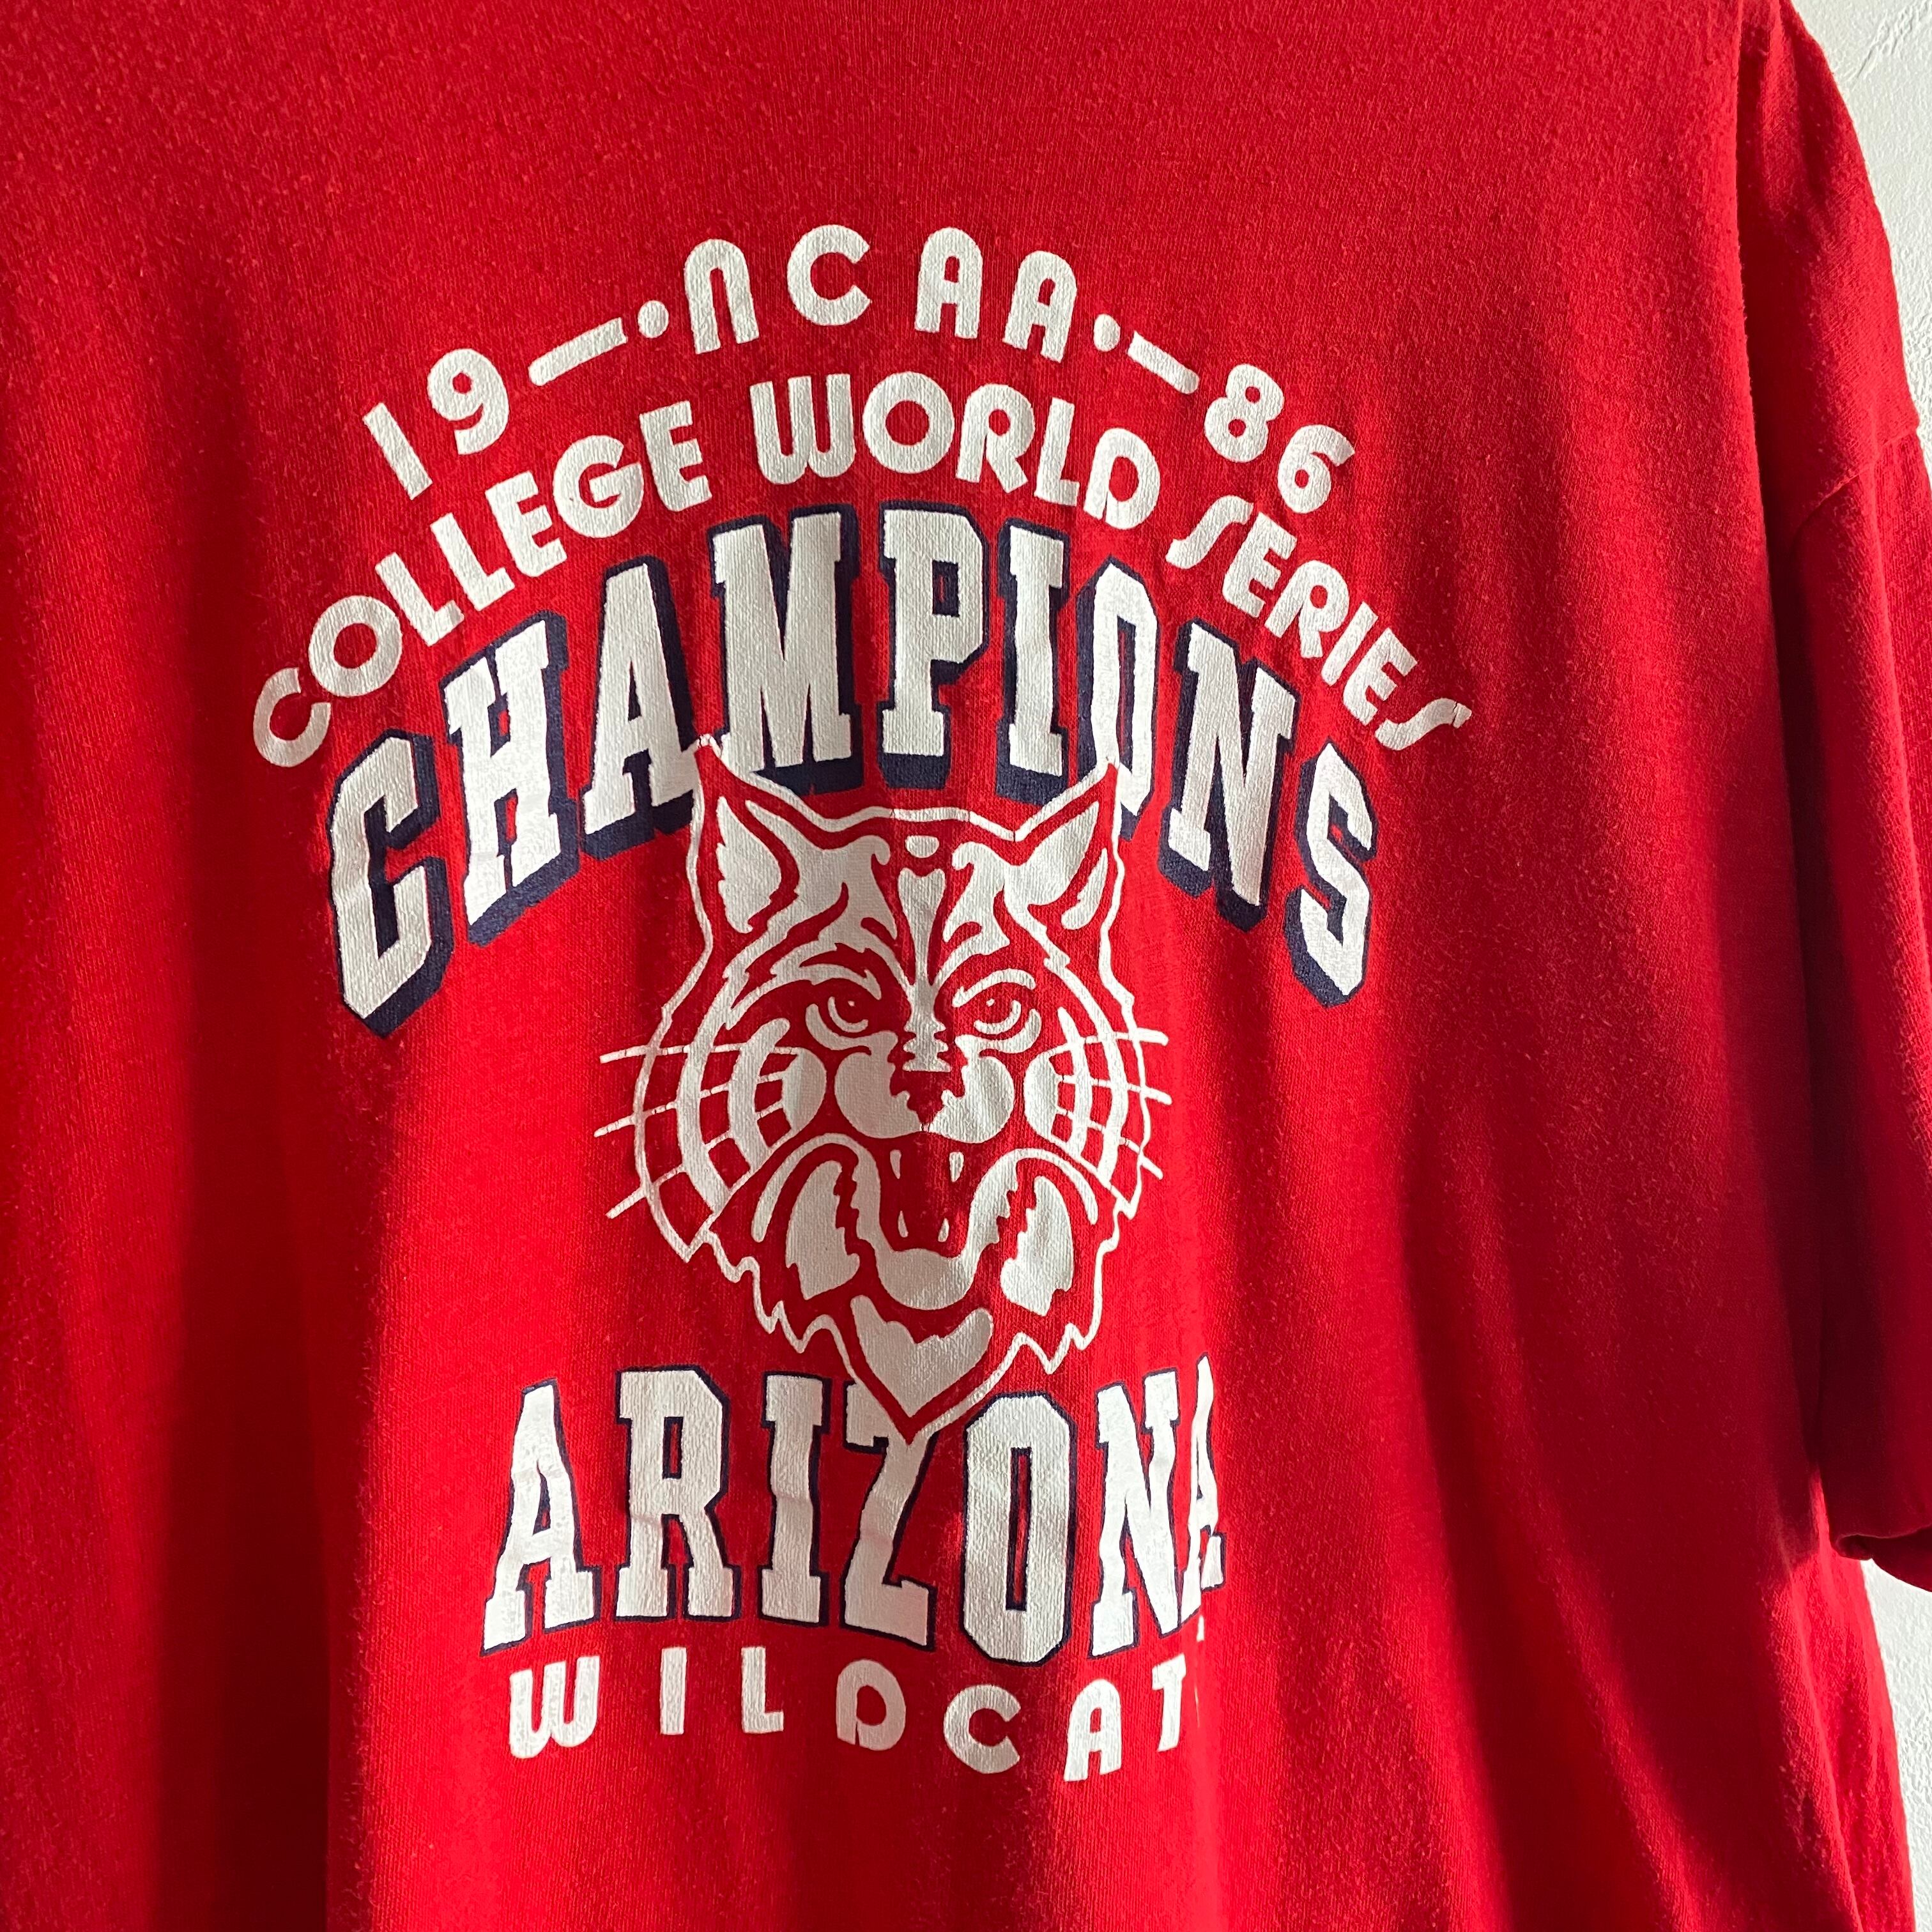 19—•NCAA•—86
COLLEGE WORLD SERIES
CHAMPIONS
ARIZONA
WILDCAT